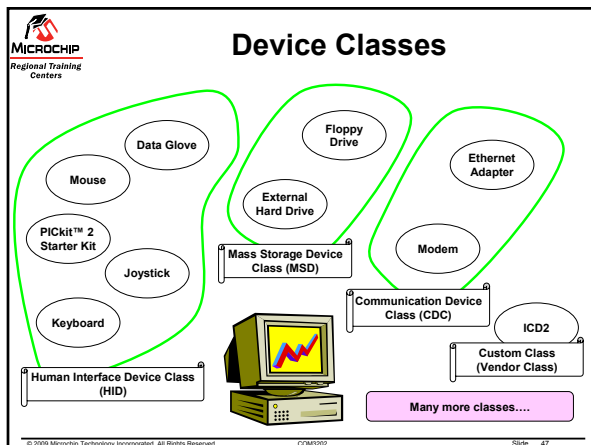 MICROCHIP
Regional Training
Centers
Device Classes
Data Glove
Mouse
PICkit™ 2
Starter Kit
Joystick
Keyboard
Human Interface Device Class
(HID)
Floppy
Drive
External
Hard Drive
Mass Storage Device
Class (MSD)
Ethernet
Adapter
Modem
Communication Device
Class (CDC)
ICD2
Custom Class
(Vendor Class)
Many more classes….
© 2009 Microchip Technology Incorporated. All Rights Reserved. COM3202 Slide 47